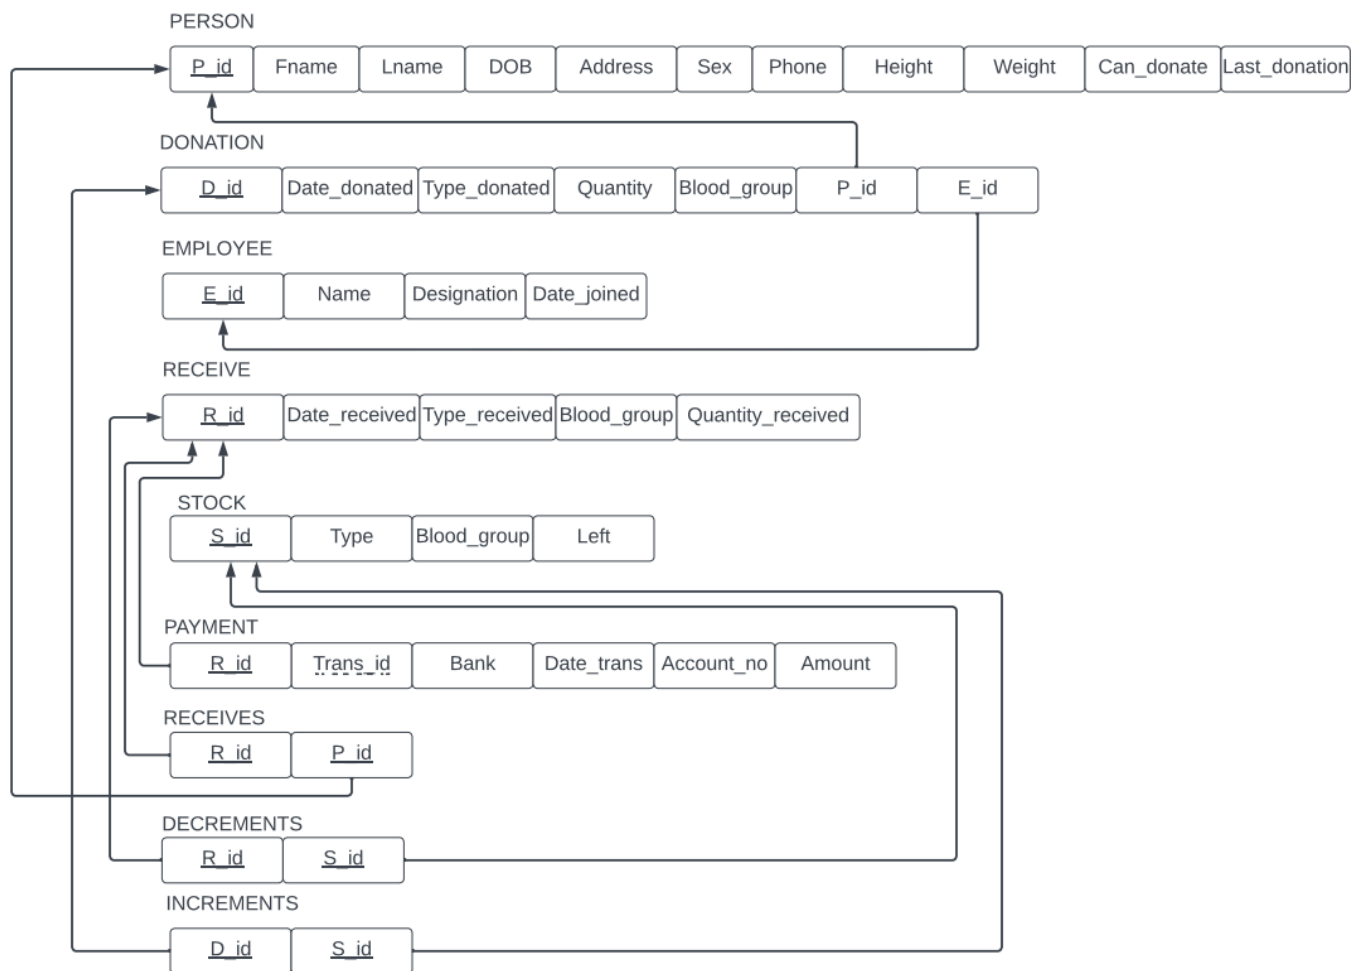 PERSON
P_id Fname Lname DOB Address Sex Phone Height Weight Can_donate Last_donation
DONATION
D_id Date_donated Type_donated Quantity Blood_group P_id E_id
EMPLOYEE
E_id Name Designation Date_joined
RECEIVE
R_id Date_received Type_received Blood_group Quantity_received
STOCK
S_id Type Blood_group Left
PAYMENT
R_id Trans_id Bank Date_trans Account_no Amount
RECEIVES
R_id P_id
DECREMENTS
R_id S_id
INCREMENTS
D_id S_id